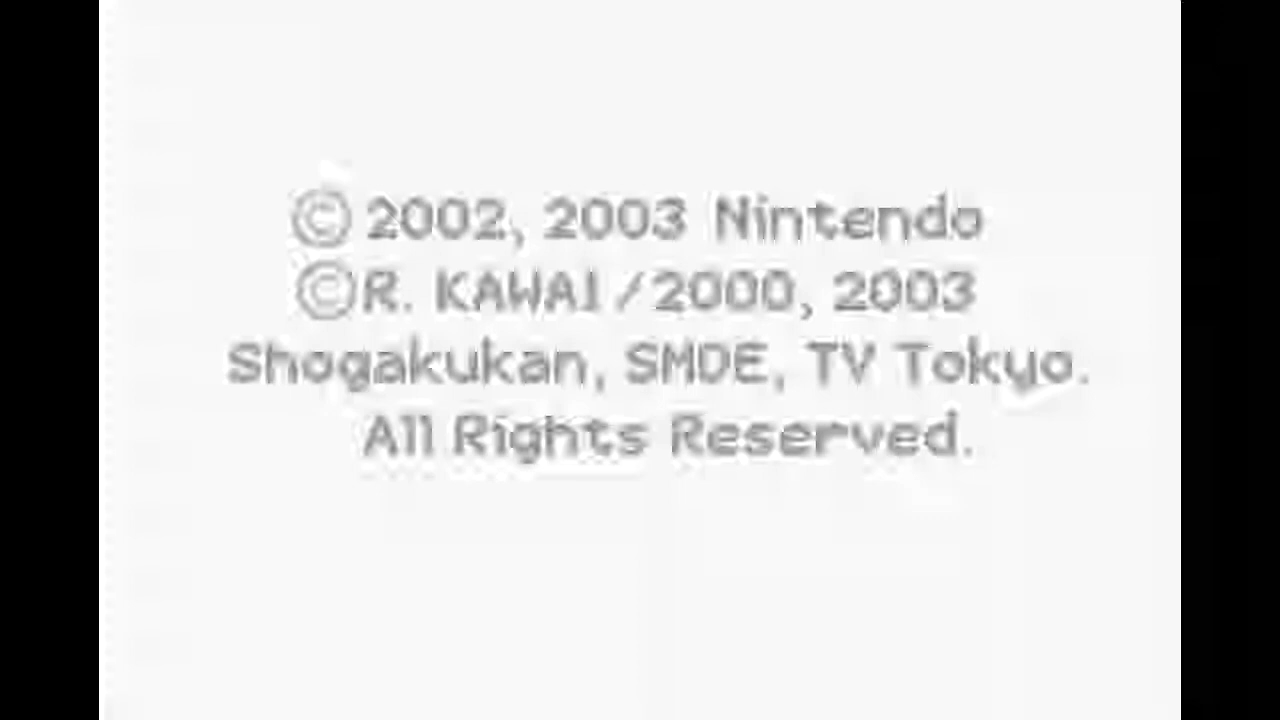 © 2002, 2003 Nintendo
©R. KAWAI/2000, 2003
Shogakukan, SMDE, TV Tokyo.
All Rights Reserved.